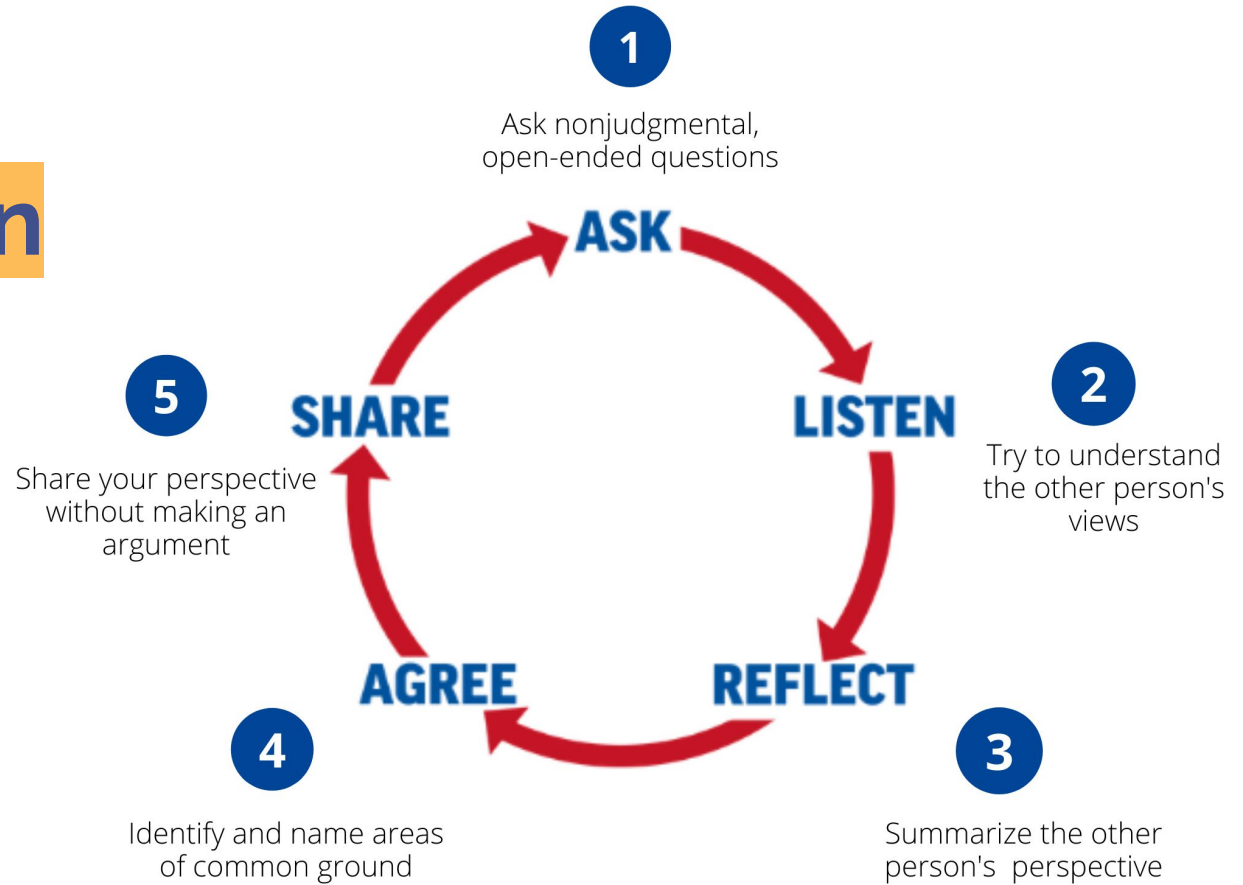 1
Ask nonjudgmental,
open-ended questions
n
ASK
5
SHARE
Share your perspective
without making an
argument
LISTEN
2
Try to understand
the other person's
views
AGREE
REFLECT
4
Identify and name areas
of common ground
3
Summarize the other
person's  perspective